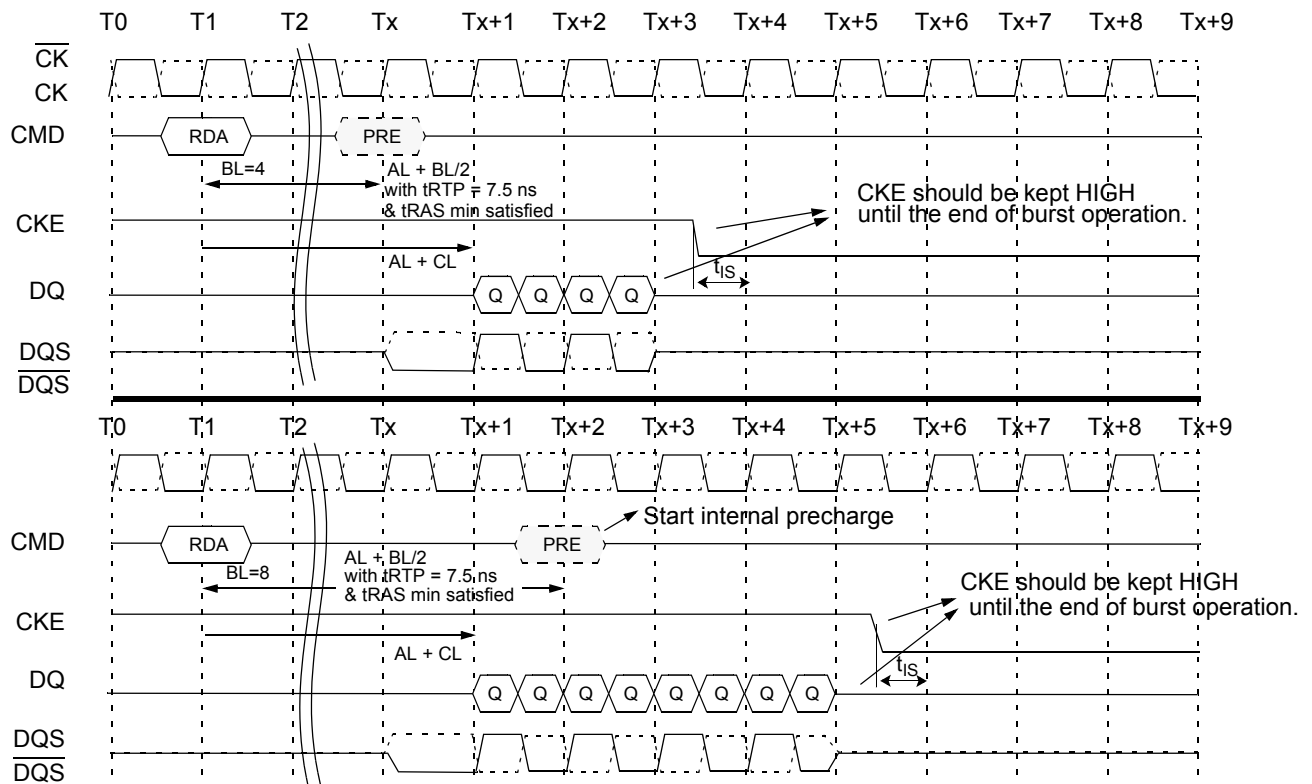 T0 T1 T2 Tx Tx+1 Tx+2 Tx+3 Tx+4 Tx+5 Tx+6 Tx+7 Tx+8 Tx+9
CK
CK
CMD RDA PRE
BL=4 AL + BL/2
with tRTP = 7.5 ns
& tRAS min satisfied
CKE should be kept HIGH
until the end of burst operation.
CKE
AL + CL
tIS
DQ Q Q Q Q
DQS
DQS
T0 T1 T2 Tx Tx+1 Tx+2 Tx+3 Tx+4 Tx+5 Tx+6 Tx+7 Tx+8 Tx+9
Start internal precharge
CMD RDA PRE
BL=8 AL + BL/2
with tRTP = 7.5 ns
& tRAS min satisfied
CKE should be kept HIGH
until the end of burst operation.
CKE
AL + CL
tIS
DQ Q Q Q Q Q Q Q Q
DQS
DQS